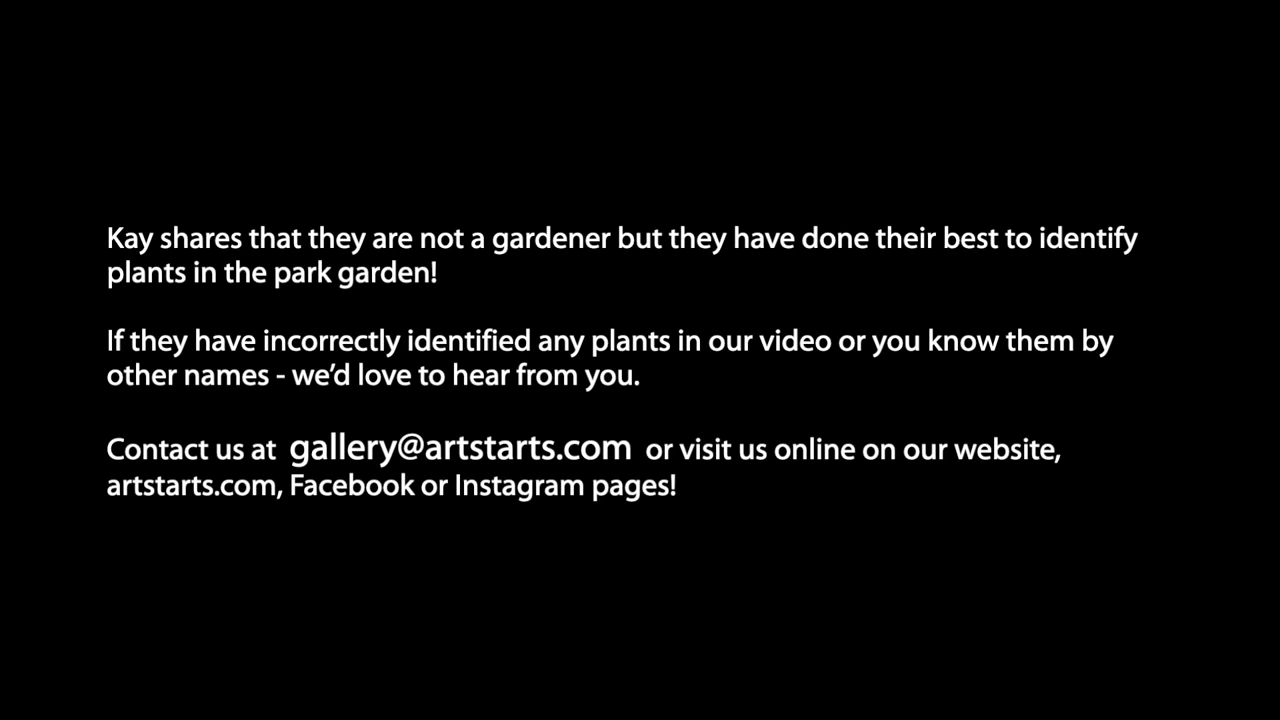 Kay shares that they are not a gardener but they have done their best to identify
plants in the park garden!
If they have incorrectly identified any plants in our video or you know them by
other names - we’d love to hear from you.
Contact us at gallery@artstarts.com or visit us online on our website,
artstarts.com, Facebook or Instagram pages!